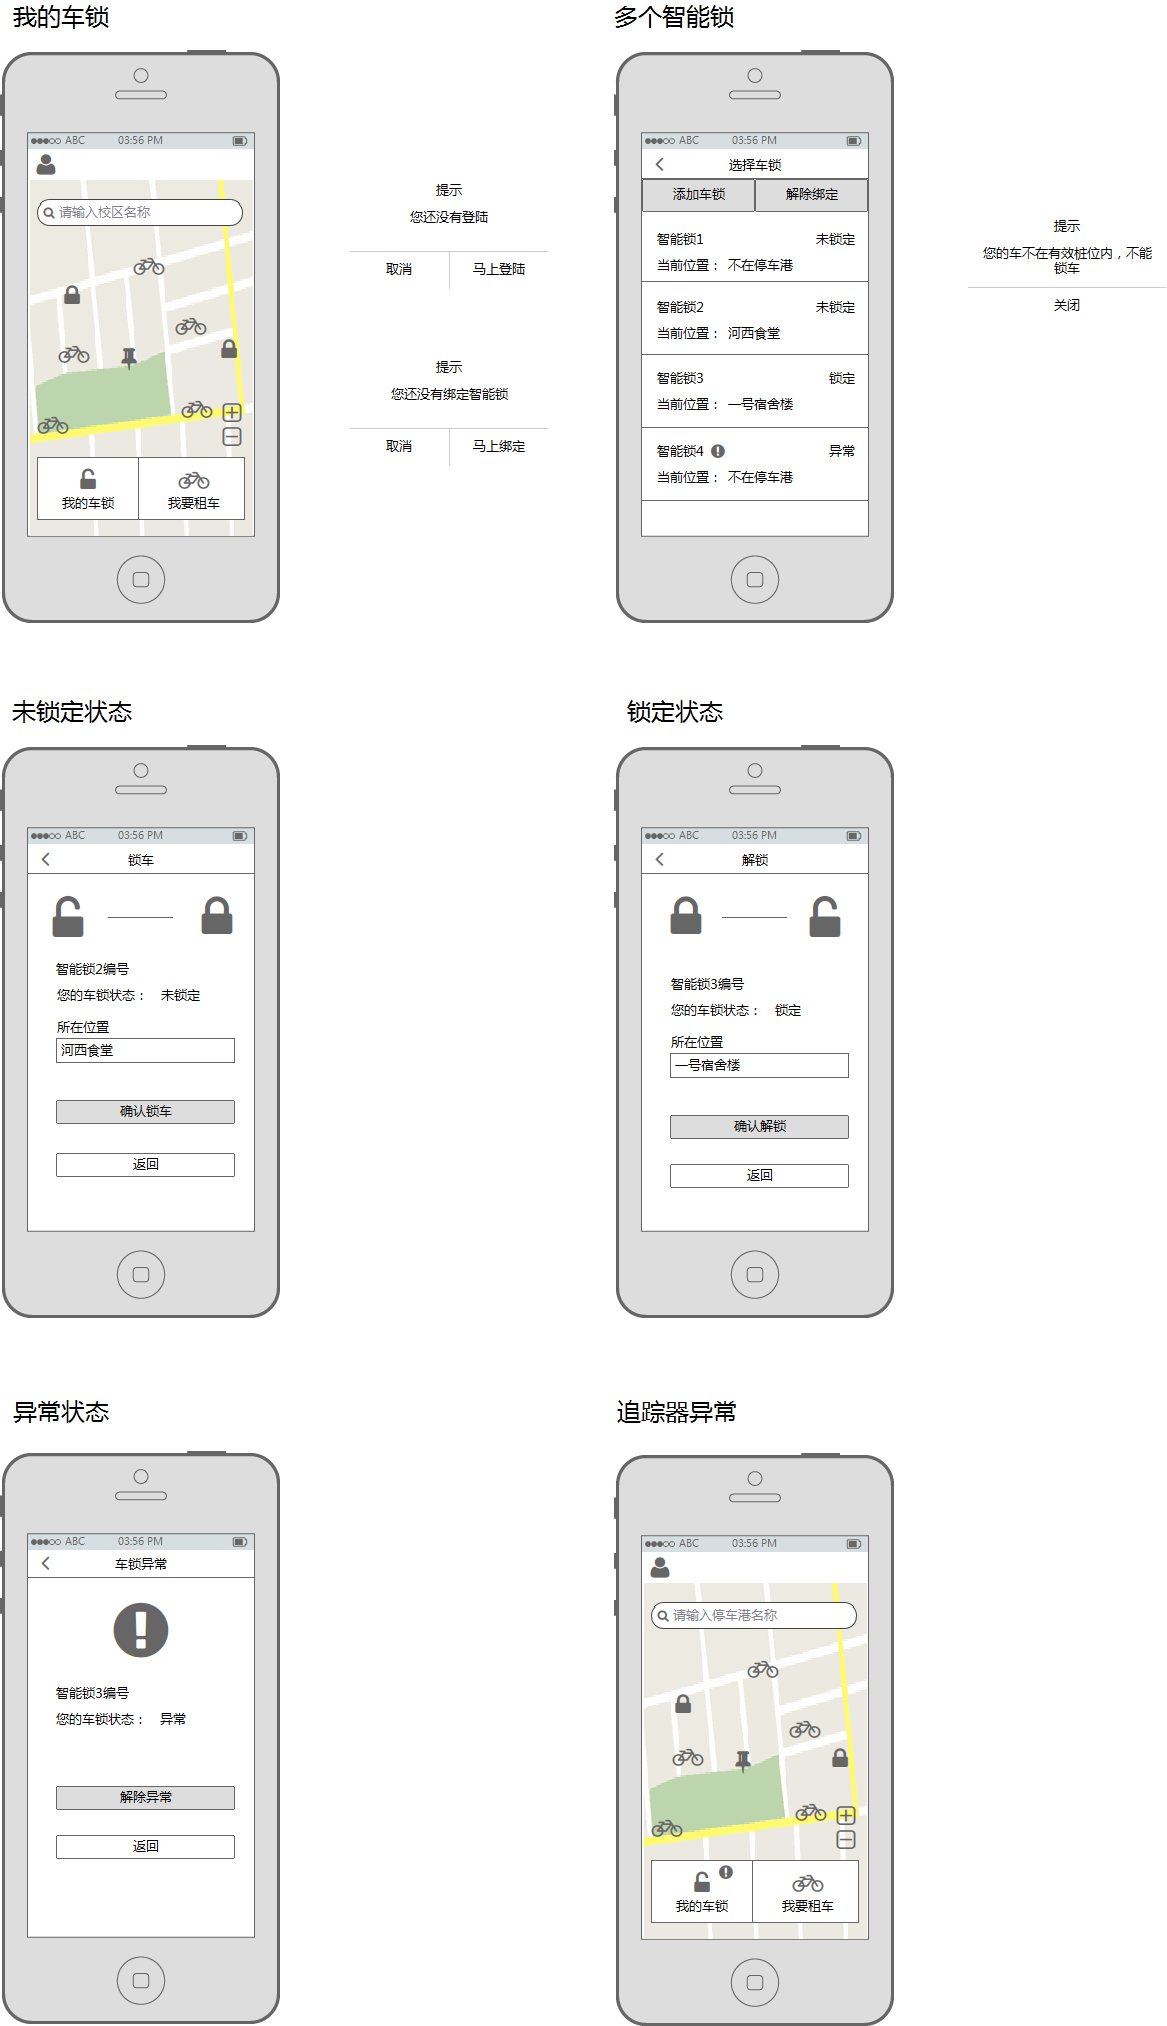 我的车锁
多个智能锁
ABC 03:56 PM
请输入校区名称
我的车锁 我要租车
提示
您还没有登陆
取消 马上登陆
提示
您还没有绑定智能锁
取消 马上绑定
ABC 03:56 PM
选择车锁
添加车锁 解除绑定
智能锁1 未锁定
当前位置： 不在停车港
智能锁2 未锁定
当前位置： 河西食堂
智能锁3 锁定
当前位置： 一号宿舍楼
智能锁4 异常
当前位置： 不在停车港
提示
您的车不在有效桩位内，不能
锁车
关闭
未锁定状态
锁定状态
ABC 03:56 PM
锁车
智能锁2编号
您的车锁状态： 未锁定
所在位置
河西食堂
确认锁车
返回
ABC 03:56 PM
解锁
智能锁3编号
您的车锁状态： 锁定
所在位置
一号宿舍楼
确认解锁
返回
异常状态
追踪器异常
ABC 03:56 PM
车锁异常
智能锁3编号
您的车锁状态： 异常
解除异常
返回
ABC 03:56 PM
请输入停车港名称
我的车锁 我要租车